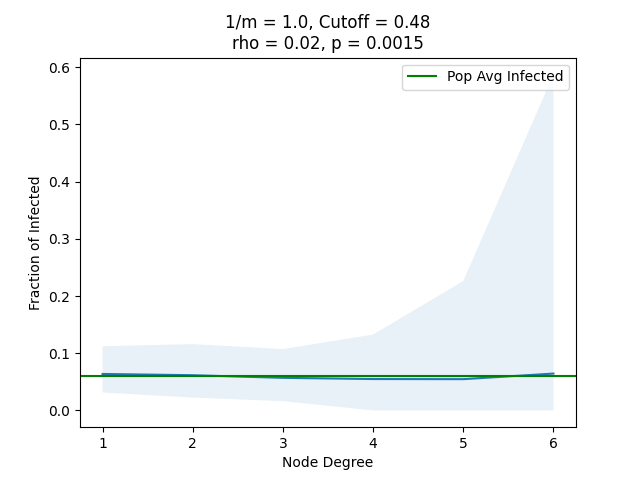 1/m = 1.0, Cutoff = 0.48
rho = 0.02, p = 0.0015
Pop Avg Infected
0.6
0.5
0.4
0.3
0.2
0.1
0.0
Fraction of Infected
1 2 3 4 5 6
Node Degree